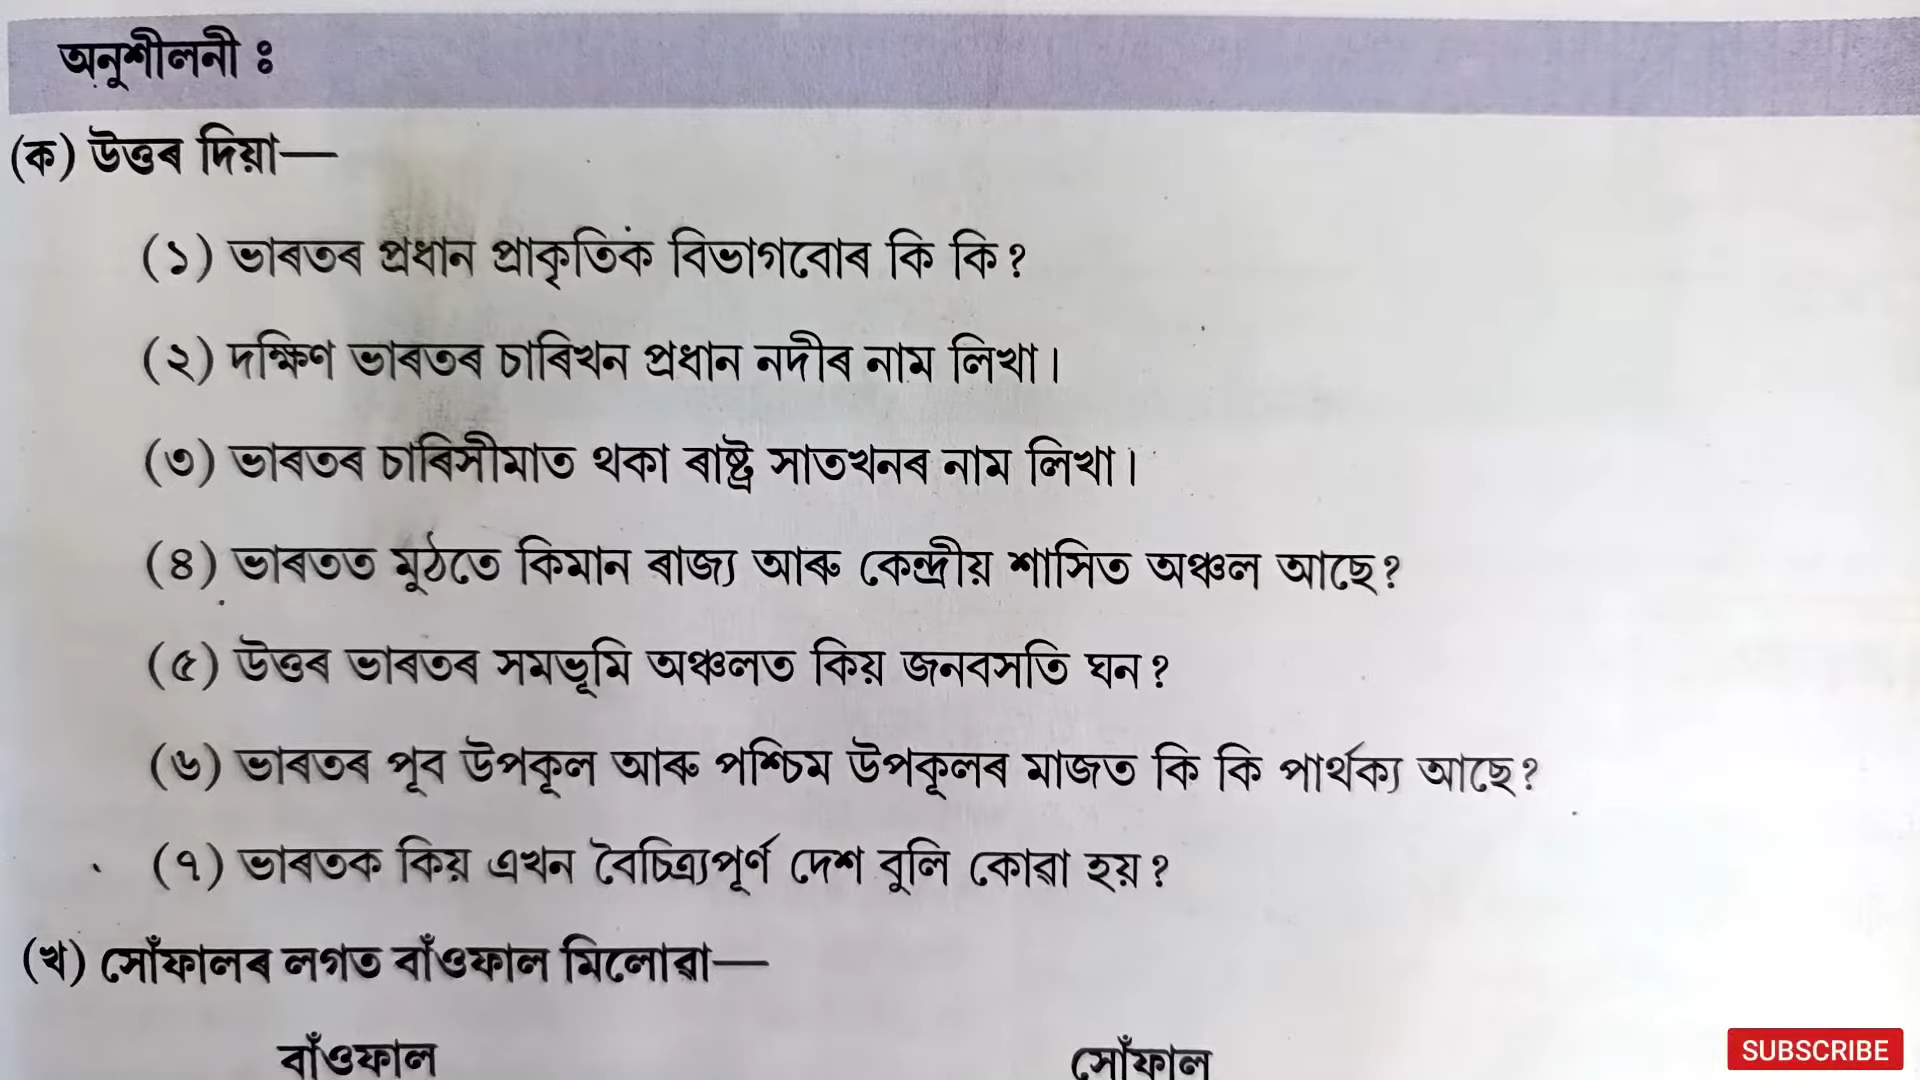 অনুশীলনী ঃ
(ক) উত্তৰ দিয়া—
(১) ভাৰতৰ প্ৰধান প্ৰাকৃতিক বিভাগবোৰ কি কি?
(২) দক্ষিণ ভাৰতৰ চাৰিখন প্ৰধান নদীৰ নাম লিখা।
(৩) ভাৰতৰ চাৰিসীমাত থকা ৰাষ্ট্ৰ সাতখনৰ নাম লিখা।
(৪) ভাৰতত মুঠতে কিমান ৰাজ্য আৰু কেন্দ্ৰীয় শাসিত অঞ্চল আছে?
(৫) উত্তৰ ভাৰতৰ সমভূমি অঞ্চলত কিয় জনবসতি ঘন?
(৬) ভাৰতৰ পূব উপকূল আৰু পশ্চিম উপকূলৰ মাজত কি কি পাৰ্থক্য আছে?
(৭) ভাৰতক কিয় এখন বৈচিত্ৰ্যপূৰ্ণ দেশ বুলি কোৱা হয়?
(খ) সোঁফালৰ লগত বাঁওফাল মিলোৱা—
বাঁওফাল সোঁফাল
SUBSCRIBE